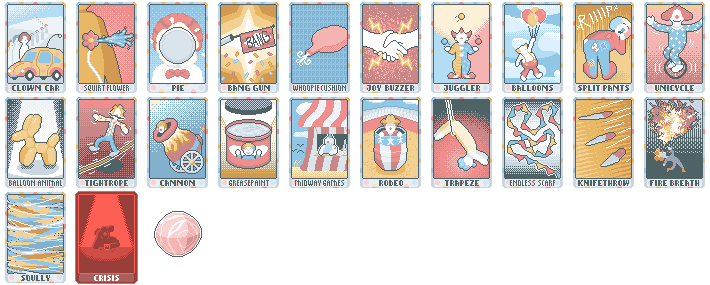 CLOWN CAR
SQUIRT FLOWER
PIE
BANG
BANG GUN
WHOOPIE CUSHION
JOY BUZZER
JUGGLER
BALLOONS
RIIIIP
SPLIT PANTS
UNICYCLE
BALLOON ANIMAL
TIGHTROPE
CANNON
GREASEPAINT
MIDWAY GAMES
RODEO
TRAPEZE
ENDLESS SCARF
KNIFETHROW
FIRE BREATH
SQULLY
CRISIS